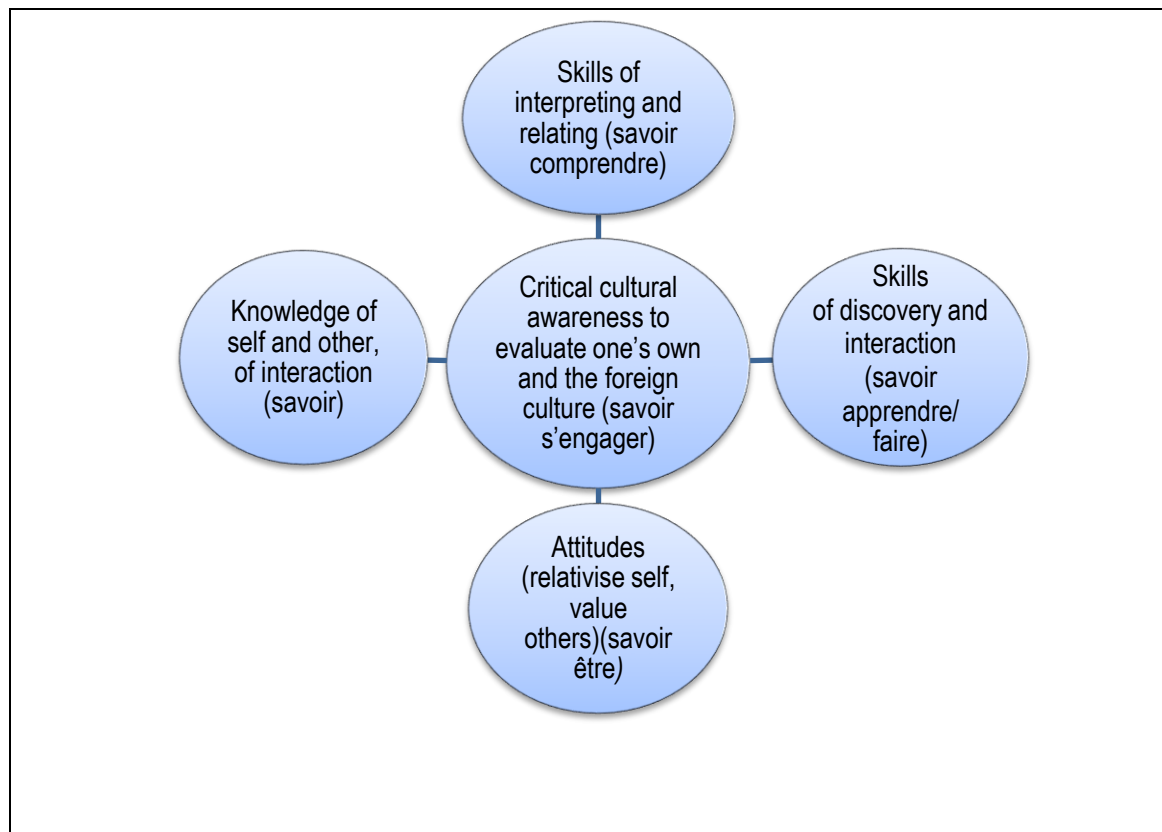 Skills of
interpreting and
relating (savoir
comprendre)
Knowledge of
self and other,
of interaction
(savoir)
Critical cultural
awareness to
evaluate one’s own
and the foreign
culture (savoir
s’engager)
Skills
of discovery and
interaction
(savoir
apprendre/
faire)
Attitudes
(relativise self,
value
others)(savoir
être)